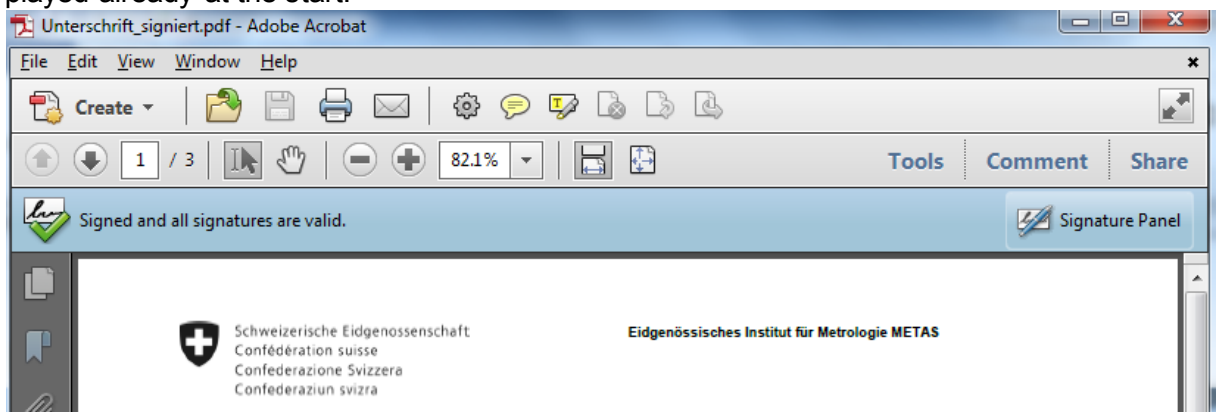 played already at the start.
Unterschrift_signiert.pdf - Adobe Acrobat
File Edit View Window Help
Create
1 / 3 82.1% Tools Comment Share
Signed and all signatures are valid. Signature Panel
Schweizerische Eidgenossenschaft
Confédération suisse
Confederazione Svizzera
Confederaziun svizra
Eidgenössisches Institut für Metrologie METAS